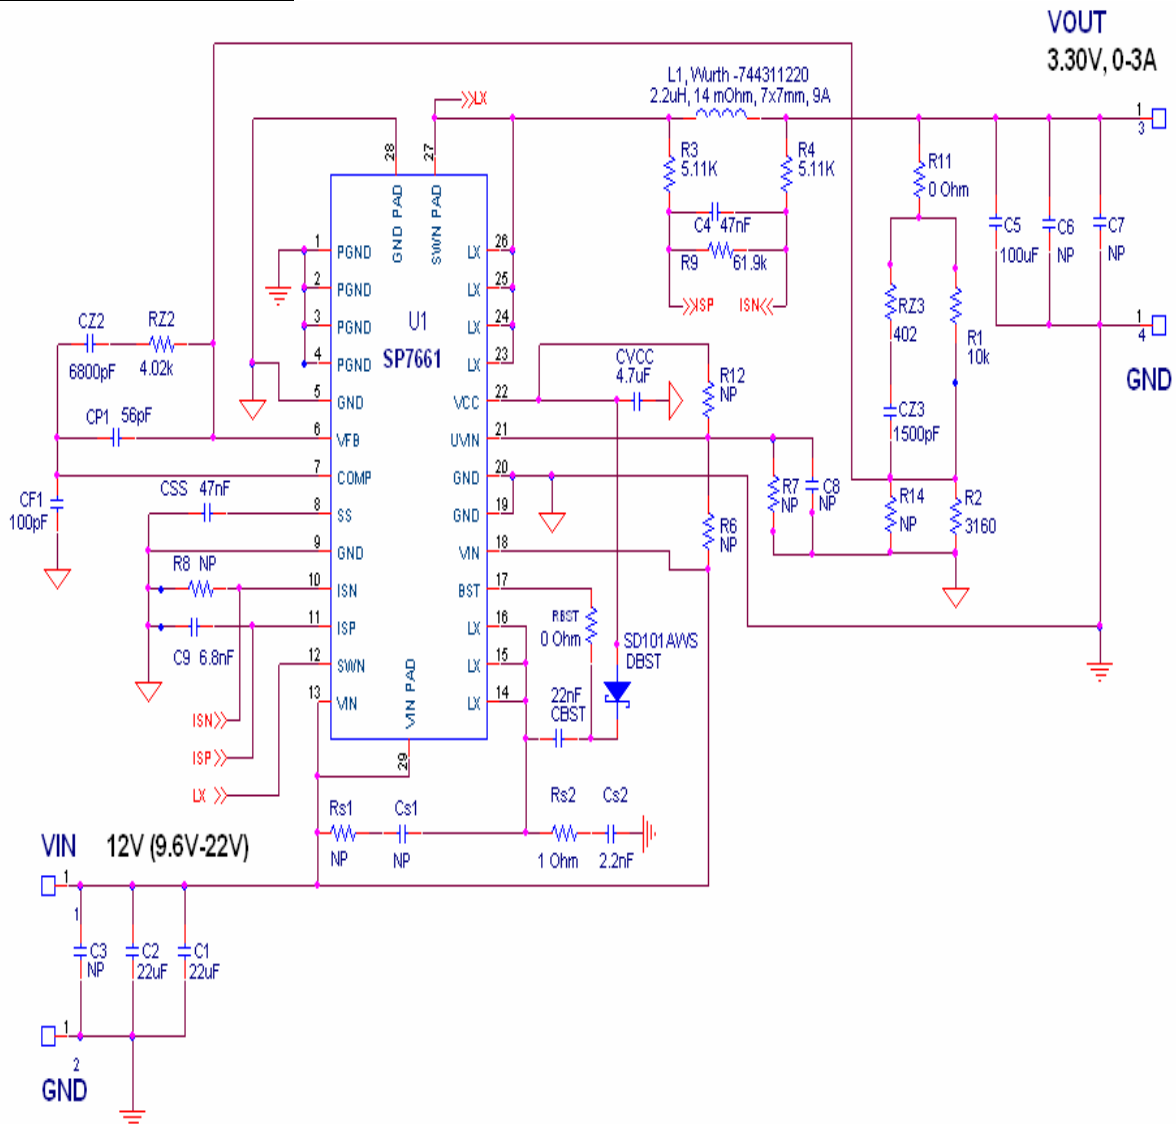 VOUT
3.30V, 0-3A
L1, Wurth -744311220
2.2uH, 14 mOhm, 7x7mm, 9A
LX
1
3
28
27
R3
5.11K
R4
5.11K
R11
0 Ohm
GND PAD
SWN PAD
C4 47nF
R9 61.9k
ISP
ISN
C5
100uF
C6
NP
C7
NP
1 PGND
2 PGND
3 PGND
4 PGND
5 GND
6 VFB
7 COMP
8 SS
9 GND
10 ISN
11 ISP
12 SWN
13 VIN
U1
SP7661
LX 26
LX 25
LX 24
LX 23
VCC 22
UVIN 21
GND 20
GND 19
VIN 18
BST 17
LX 16
LX 15
LX 14
VIN PAD
29
CZ2
6800pF
RZ2
4.02k
CP1 56pF
CF1
100pF
CSS 47nF
R8 NP
C9 6.8nF
ISN
ISP
LX
CVCC
4.7uF
R12
NP
RZ3
402
R1
10k
CZ3
1500pF
1
4
GND
R7
NP
C8
NP
R6
NP
R14
NP
R2
3160
RBST
0 Ohm
SD101AWS
DBST
22nF
CBST
Rs1
NP
Cs1
NP
Rs2
1 Ohm
Cs2
2.2nF
VIN 12V (9.6V-22V)
1
1
C3
NP
C2
22uF
C1
22uF
1
2
GND